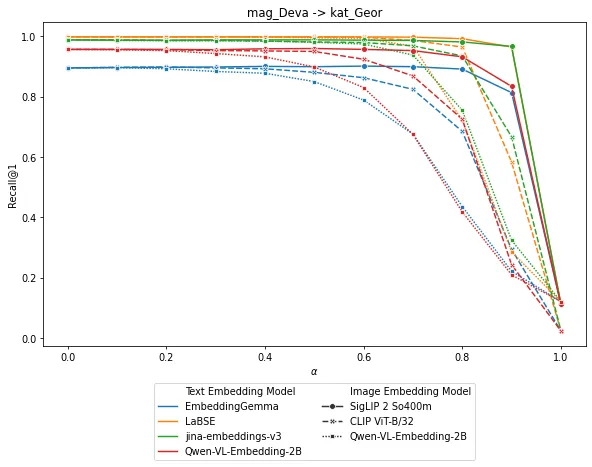 mag_Deva -> kat_Geor
Recall@1
1.0
0.8
0.6
0.4
0.2
0.0
0.0 0.2 0.4 0.6 0.8 1.0
α
Text Embedding Model
EmbeddingGemma
LaBSE
jina-embeddings-v3
Qwen-VL-Embedding-2B
Image Embedding Model
SigLIP 2 So400m
CLIP ViT-B/32
Qwen-VL-Embedding-2B